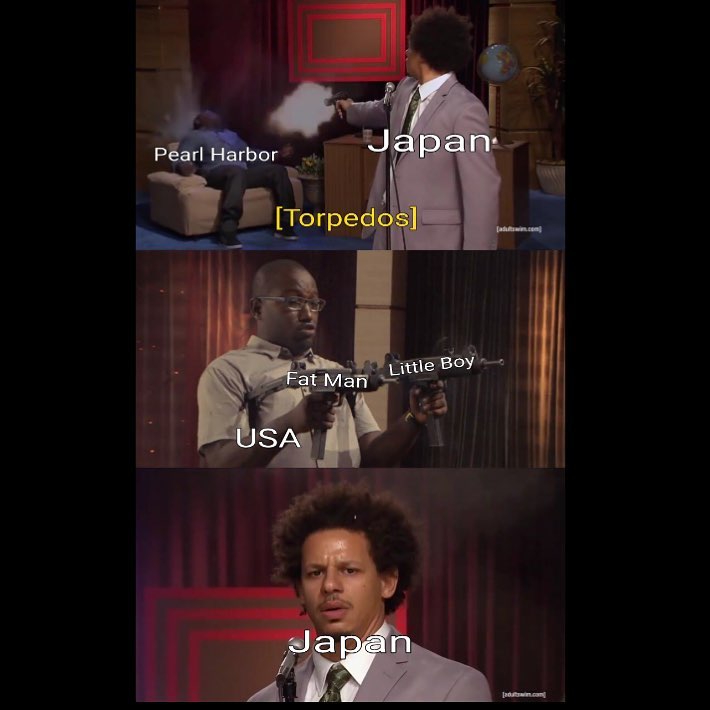 Pearl Harbor
Japan
[Torpedos]
[adultswim.com]
Fat Man
Little Boy
USA
Japan
[adultswim.com]